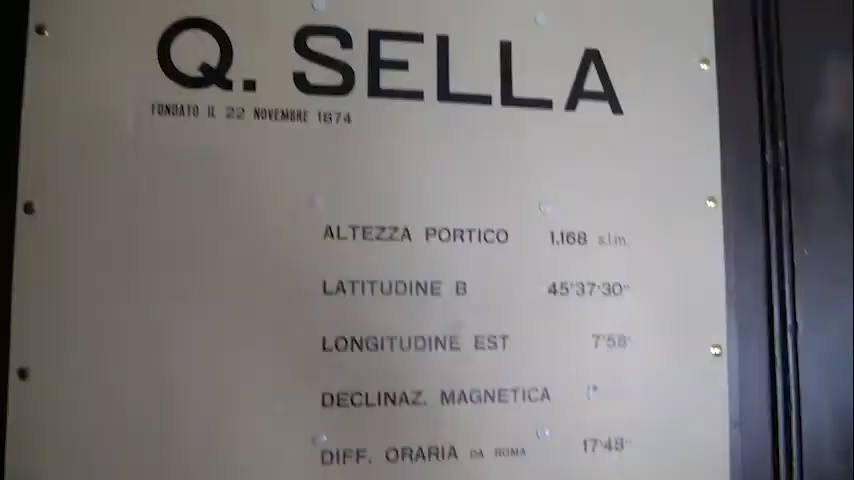 Q. SELLA
FONDATO IL 22 NOVEMBRE 1874
ALTEZZA PORTICO 1.168 s.l.m.
LATITUDINE B 45°37'30"
LONGITUDINE EST 7°58'
DECLINAZ. MAGNETICA
DIFF. ORARIA DA ROMA 17'48"